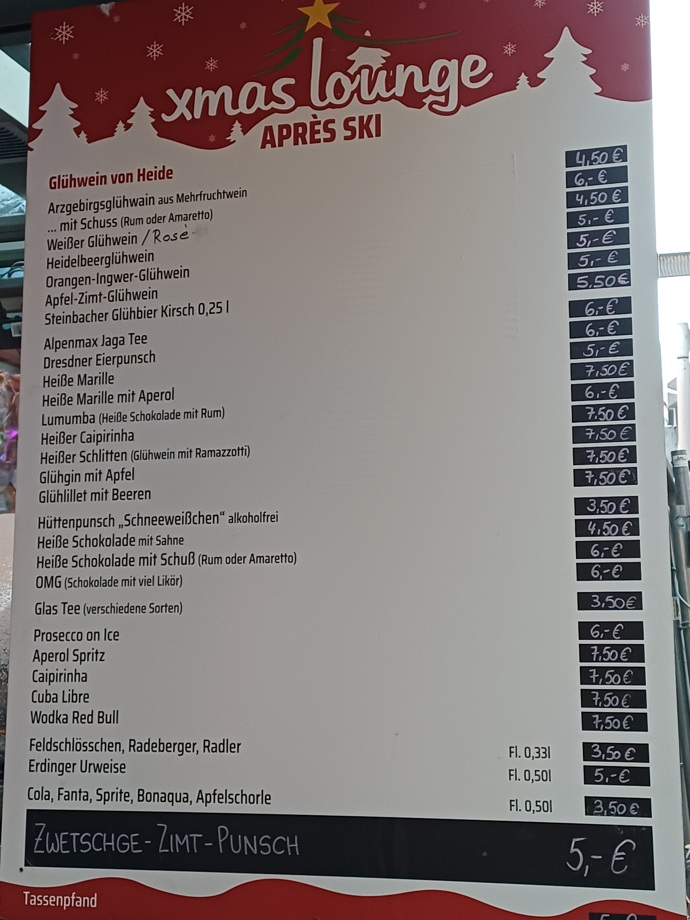 xmas lounge
APRÈS SKI
Glühwein von Heide
Arzgebirgsglühwain aus Mehrfruchtwein 4,50 €
... mit Schuss (Rum oder Amaretto) 6,- €
Weißer Glühwein / Rosè 4,50 €
Heidelbeerglühwein 5,- €
Orangen-Ingwer-Glühwein 5,- €
Apfel-Zimt-Glühwein 5,- €
Steinbacher Glühbier Kirsch 0,25 l 5,50 €
Alpenmax Jaga Tee 6,- €
Dresdner Eierpunsch 6,- €
Heiße Marille 5,- €
Heiße Marille mit Aperol 7,50 €
Lumumba (Heiße Schokolade mit Rum) 6,- €
Heißer Caipirinha 7,50 €
Heißer Schlitten (Glühwein mit Ramazzotti) 7,50 €
Glühgin mit Apfel 7,50 €
Glühlillet mit Beeren 7,50 €
Hüttenpunsch „Schneeweißchen“ alkoholfrei 3,50 €
Heiße Schokolade mit Sahne 4,50 €
Heiße Schokolade mit Schuß (Rum oder Amaretto) 6,- €
OMG (Schokolade mit viel Likör) 6,- €
Glas Tee (verschiedene Sorten) 3,50 €
Prosecco on Ice 6,- €
Aperol Spritz 7,50 €
Caipirinha 7,50 €
Cuba Libre 7,50 €
Wodka Red Bull 7,50 €
Feldschlösschen, Radeberger, Radler Fl. 0,33l 3,50 €
Erdinger Urweise Fl. 0,50l 5,- €
Cola, Fanta, Sprite, Bonaqua, Apfelschorle Fl. 0,50l 3,50 €
ZWETSCHGE-ZIMT-PUNSCH 5,- €
Tassenpfand